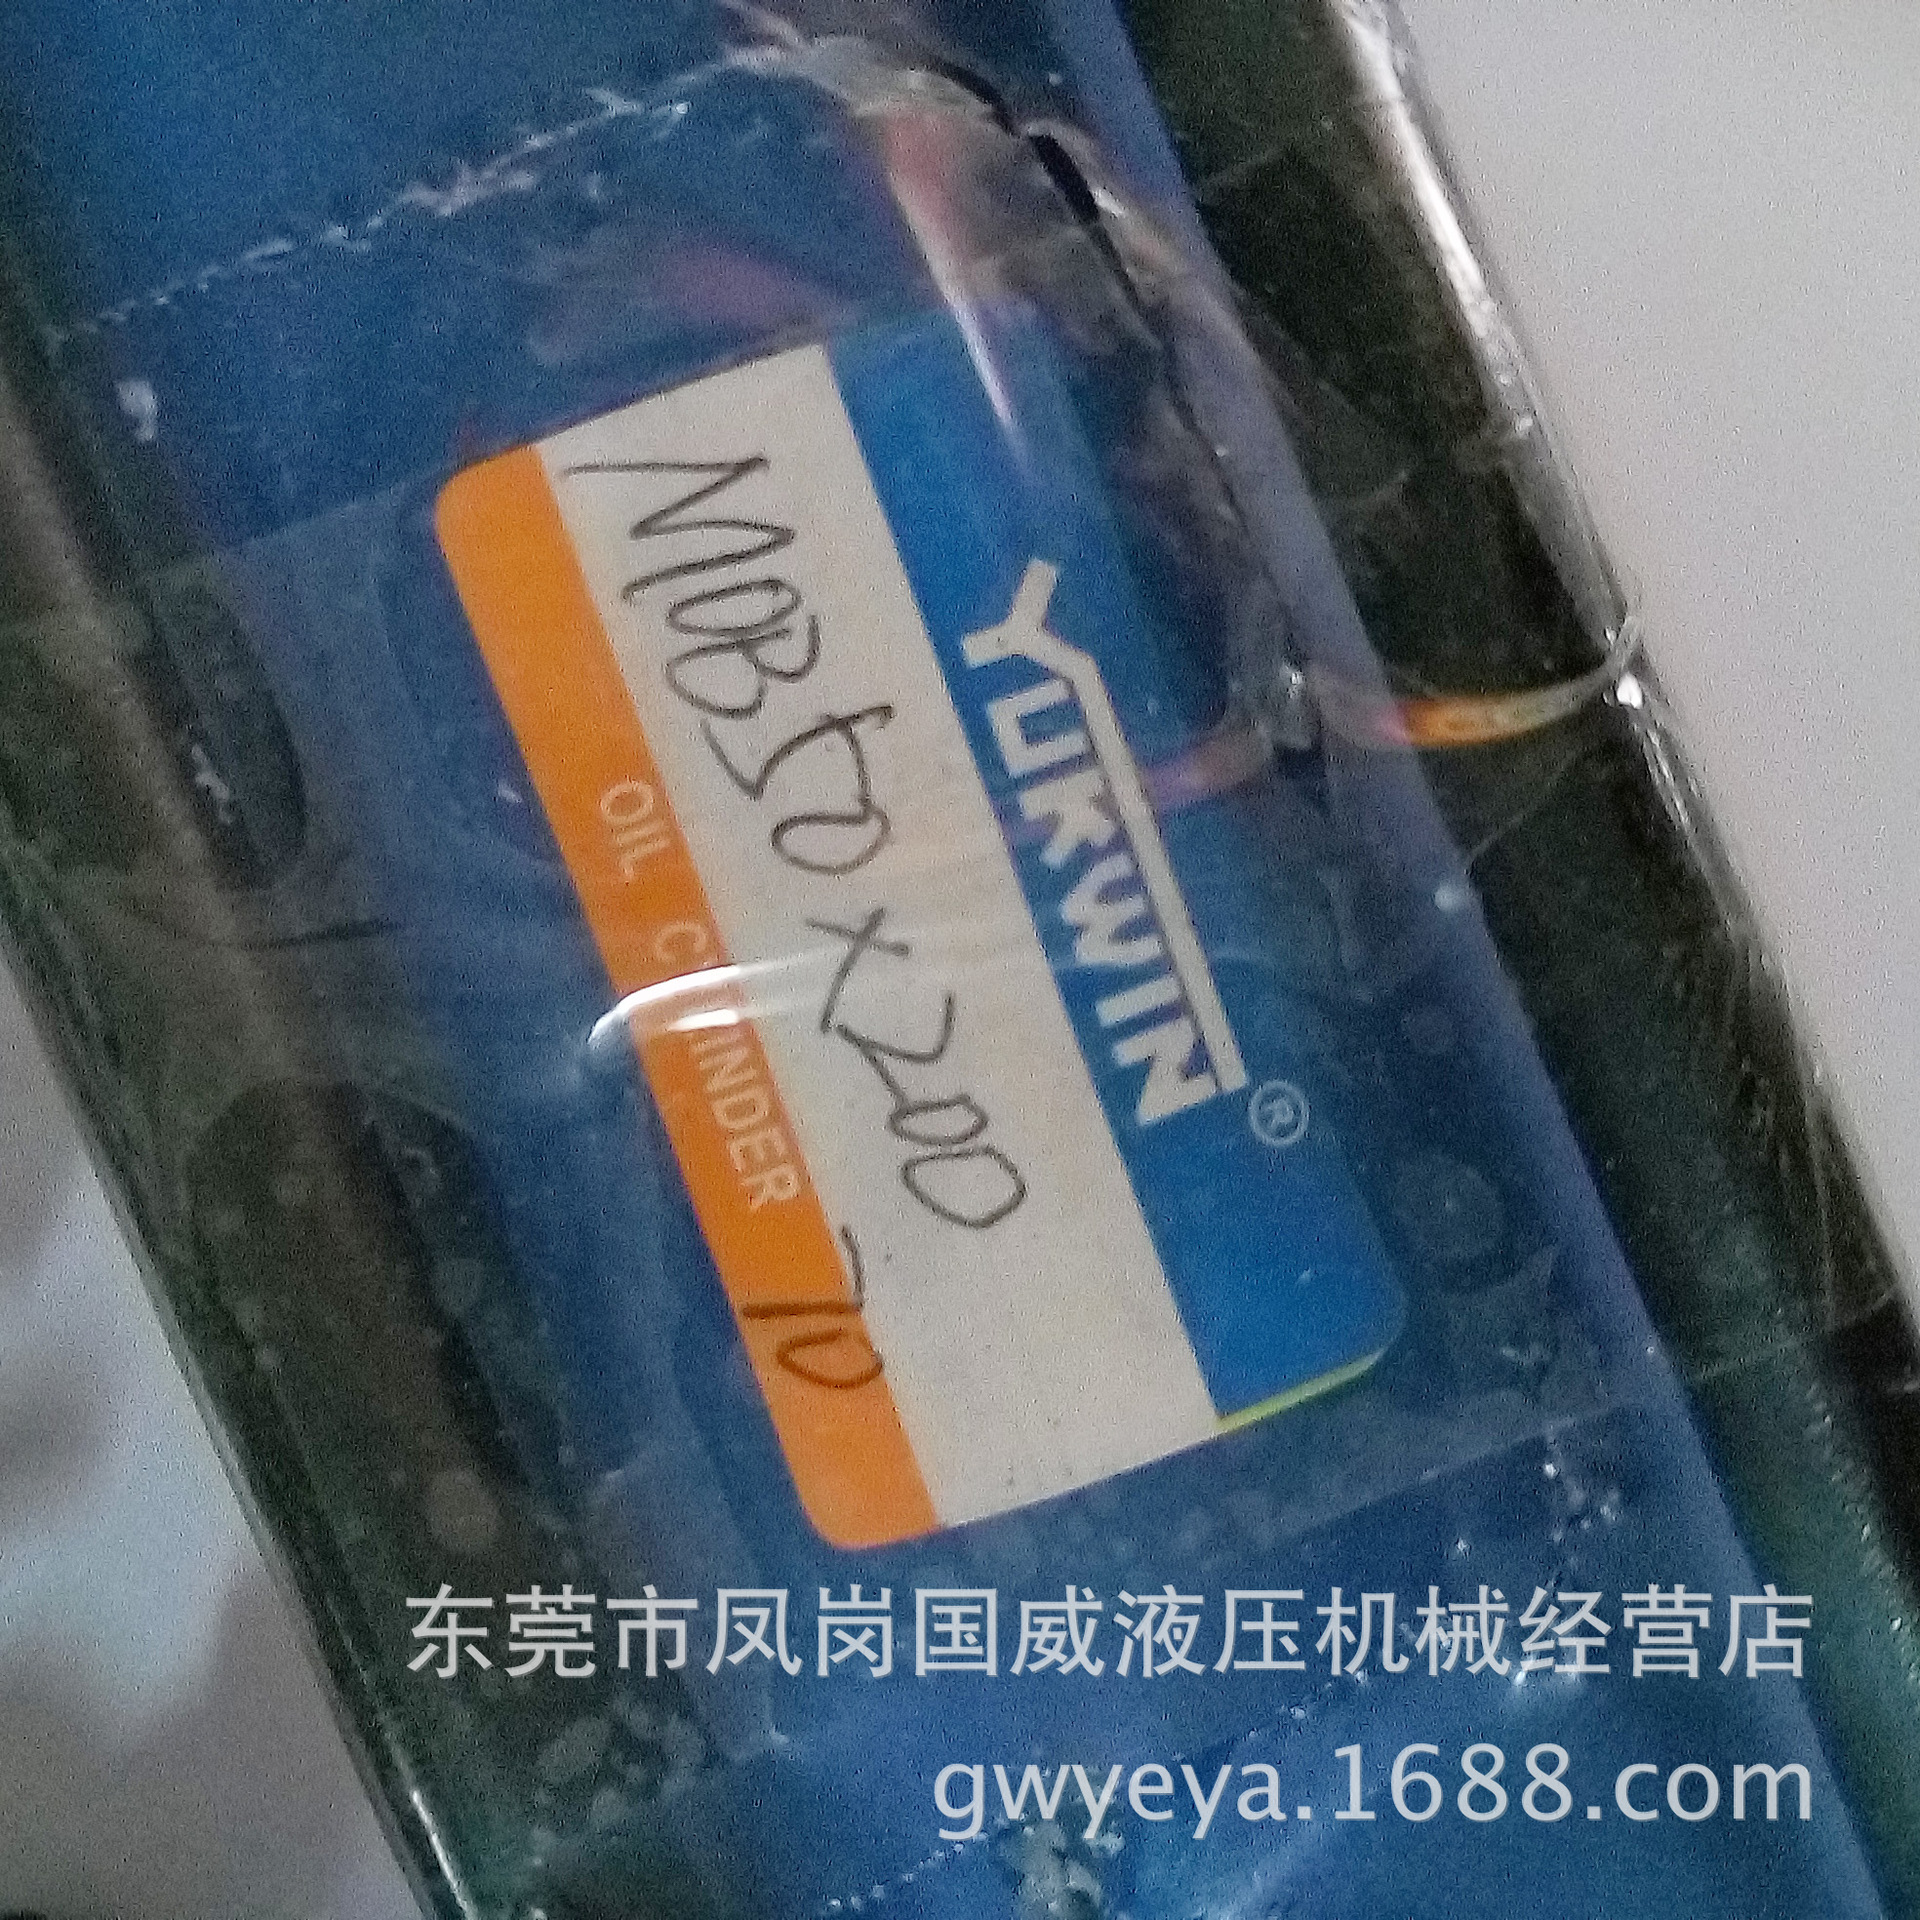 YUKWIN®
MOB50x200
OIL CYLINDER
-70
东莞市凤岗国威液压机械经营店
gwyeya.1688.com